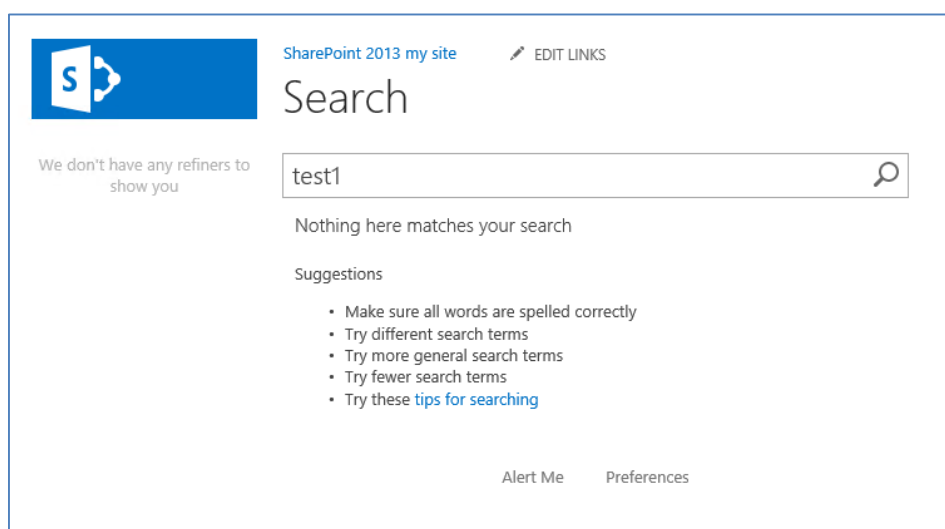 S
SharePoint 2013 my site EDIT LINKS
Search
We don't have any refiners to
show you
test1
Nothing here matches your search
Suggestions
• Make sure all words are spelled correctly
• Try different search terms
• Try more general search terms
• Try fewer search terms
• Try these tips for searching
Alert Me Preferences